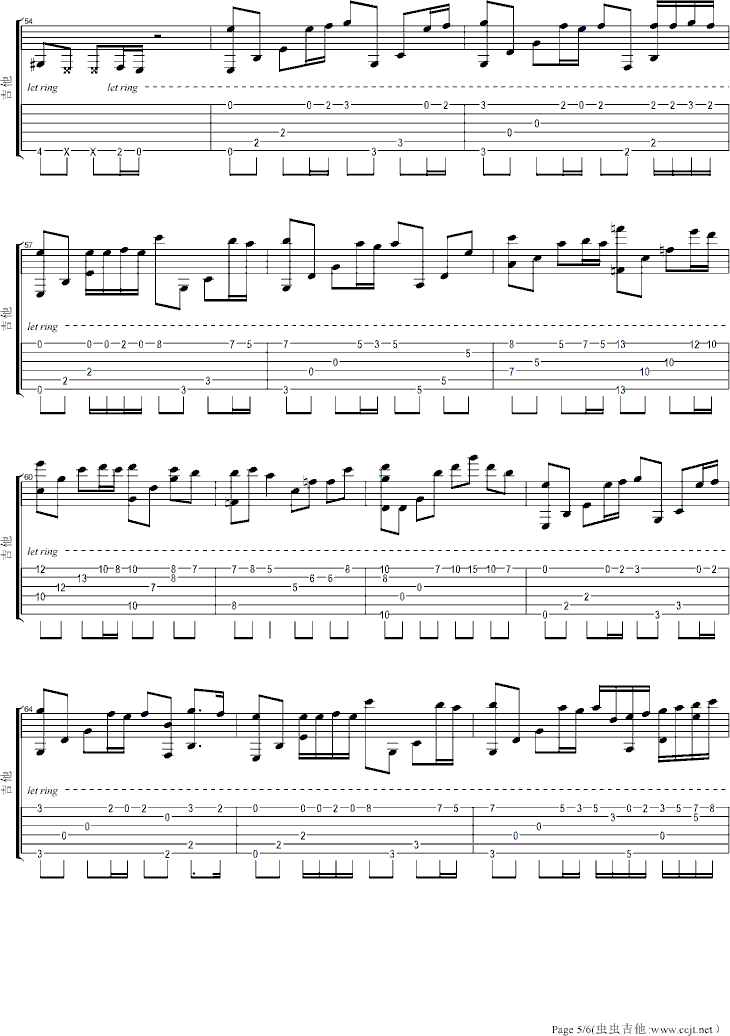 54
吉他
let ring let ring
0 0 2 3 0 2 3 0 2 0 2 2 2 3 2
2 2 3 0 0 2
4 X X 2 0 0 3 3 2
57
吉他
let ring
0 0 0 2 0 8 7 5 7 5 3 5 8 5 7 5 13 12 10
2 2 3 0 0 5 5 7 5 10 10
0 3 3 5 13
60
吉他
let ring
12 10 8 10 8 7 7 8 5 8 10 7 10 15 10 7 0 0 2 3 0 2
10 12 13 7 8 5 6 6 8 0 0 2 2 3
10 8 10 0 3
64
吉他
let ring
3 2 0 2 3 2 0 0 0 2 0 8 7 5 7 5 3 5 0 2 3 5 7 8
0 0 0 2 2 2 3 0 0 3 0 5
3 2 0 3 3 5
Page 5/6(虫虫吉他:www.ccjt.net）